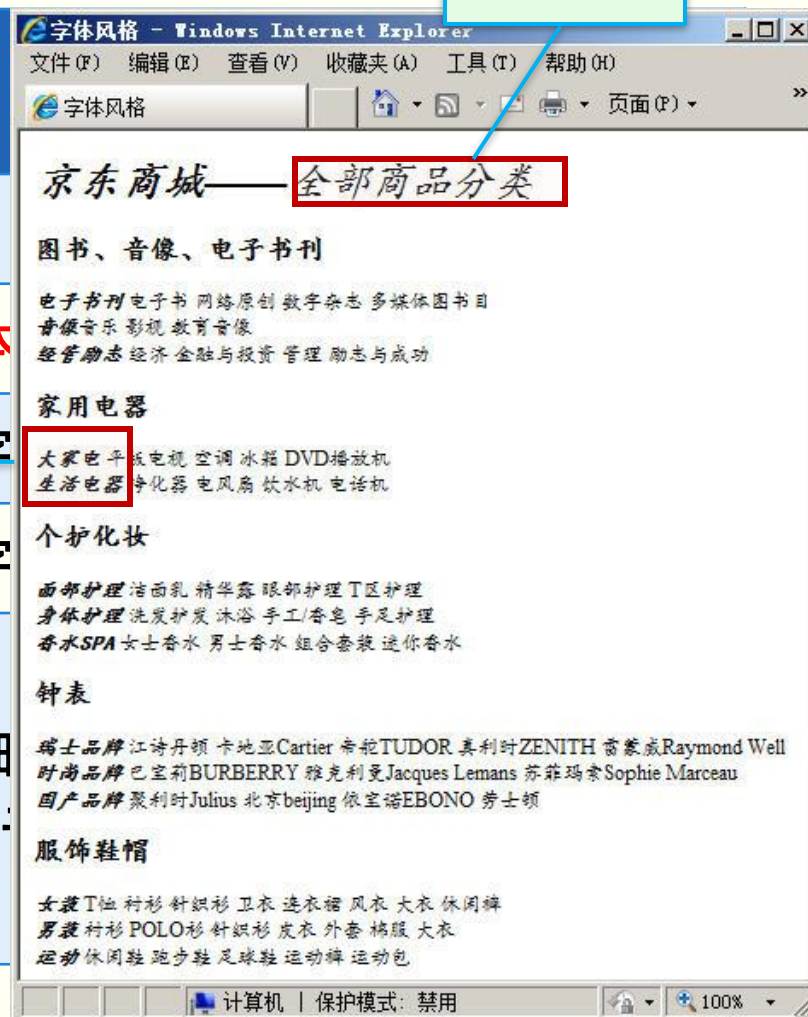 字体风格 - Windows Internet Explorer
文件(F) 编辑(E) 查看(V) 收藏夹(A) 工具(T) 帮助(H)
字体风格 页面(P) »
京东商城——全部商品分类
图书、音像、电子书刊
电子书刊 电子书 网络原创 数字杂志 多媒体图书目
音像 音乐 影视 教育音像
经管励志 经济 金融与投资 管理 励志与成功
家用电器
大家电 平板电视 空调 冰箱 DVD播放机
生活电器 净化器 电风扇 饮水机 电话机
个护化妆
面部护理 洁面乳 精华露 眼部护理 T区护理
身体护理 洗发护发 沐浴 手工/香皂 手足护理
香水SPA 女士香水 男士香水 组合套装 迷你香水
钟表
瑞士品牌 江诗丹顿 卡地亚Cartier 帝舵TUDOR 真利时ZENITH 雷蒙威Raymond Well
时尚品牌 巴宝莉BURBERRY 雅克利曼Jacques Lemans 苏菲玛索Sophie Marceau
国产品牌 聚利时Julius 北京beijing 依宝诺EBONO 劳士顿
服饰鞋帽
女装 T恤 衬衫 针织衫 卫衣 连衣裙 风衣 大衣 休闲裤
男装 衬衫 POLO衫 针织衫 皮衣 外套 棉服 大衣
运动 休闲鞋 跑步鞋 足球鞋 运动裤 运动包
计算机 | 保护模式: 禁用 100%